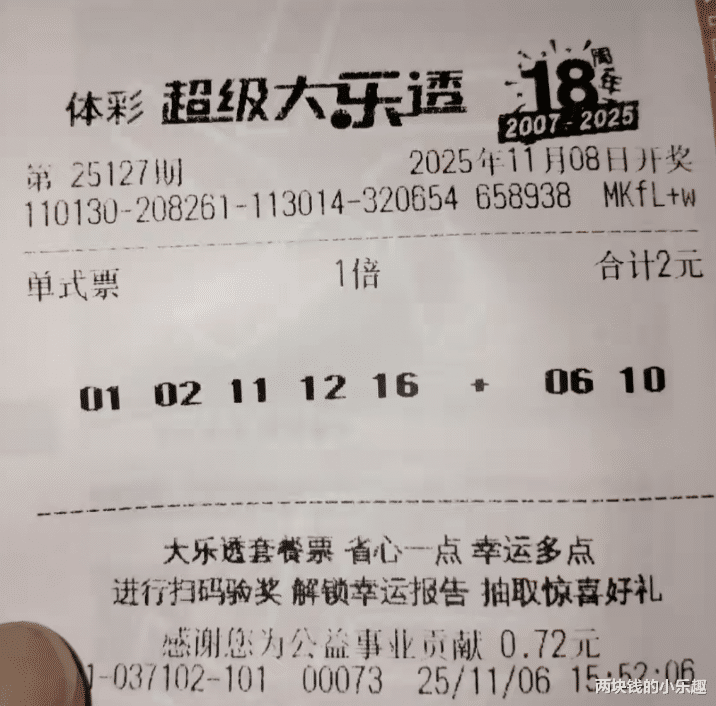 体彩 超级大乐透 18周年 2007-2025
第 25127期 2025年11月08日开奖
110130-208261-113014-320654 658938 MKfL+w
单式票 1倍 合计2元
01 02 11 12 16 + 06 10
大乐透套餐票 省心一点 幸运多点
进行扫码验奖 解锁幸运报告 抽取惊喜好礼
感谢您为公益事业贡献 0.72元
1-037102-101 00073 25/11/06 15:52:06
两块钱的小乐趣